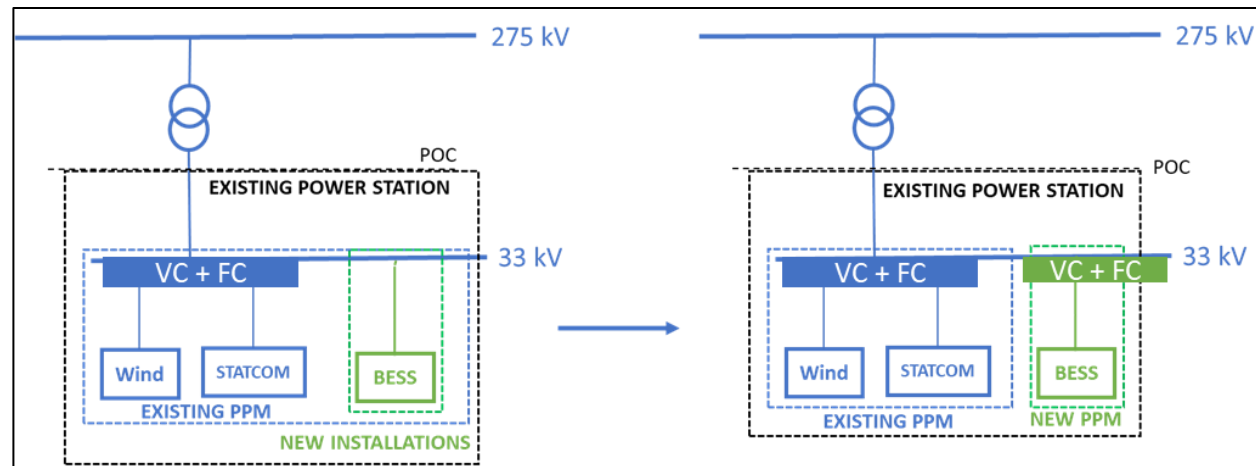 275 kV
POC
EXISTING POWER STATION
VC + FC
33 kV
Wind
STATCOM
BESS
EXISTING PPM
NEW INSTALLATIONS
275 kV
POC
EXISTING POWER STATION
VC + FC
VC + FC
33 kV
Wind
STATCOM
BESS
EXISTING PPM
NEW PPM